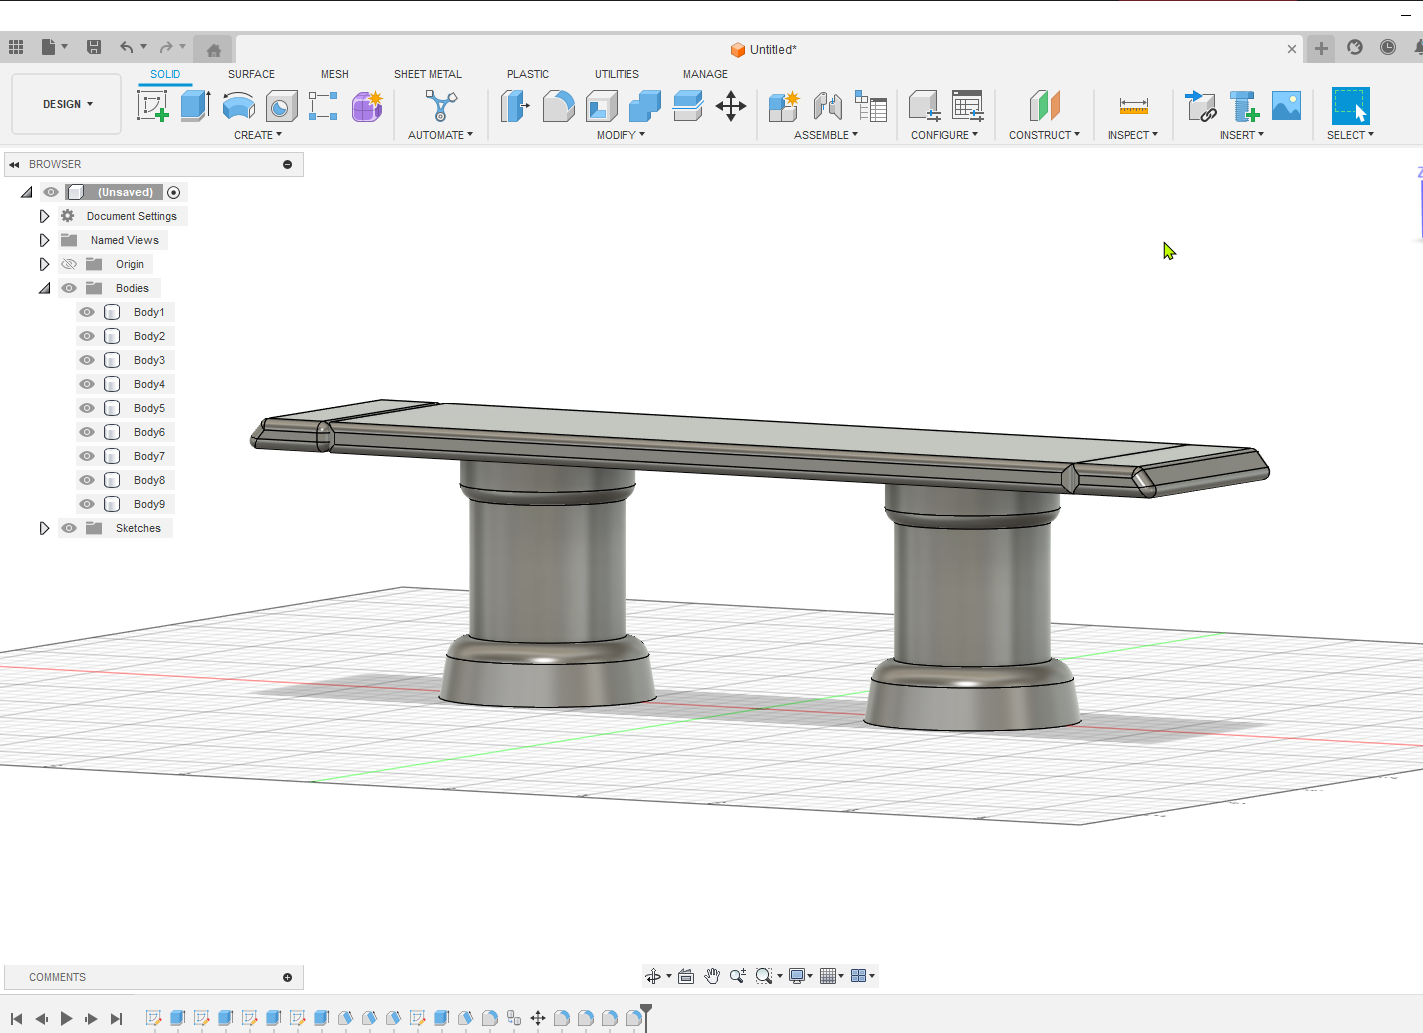 Untitled*
SOLID SURFACE MESH SHEET METAL PLASTIC UTILITIES MANAGE
DESIGN
CREATE AUTOMATE MODIFY ASSEMBLE CONFIGURE CONSTRUCT INSPECT INSERT SELECT
BROWSER
(Unsaved)
Document Settings
Named Views
Origin
Bodies
Body1
Body2
Body3
Body4
Body5
Body6
Body7
Body8
Body9
Sketches
Z
COMMENTS